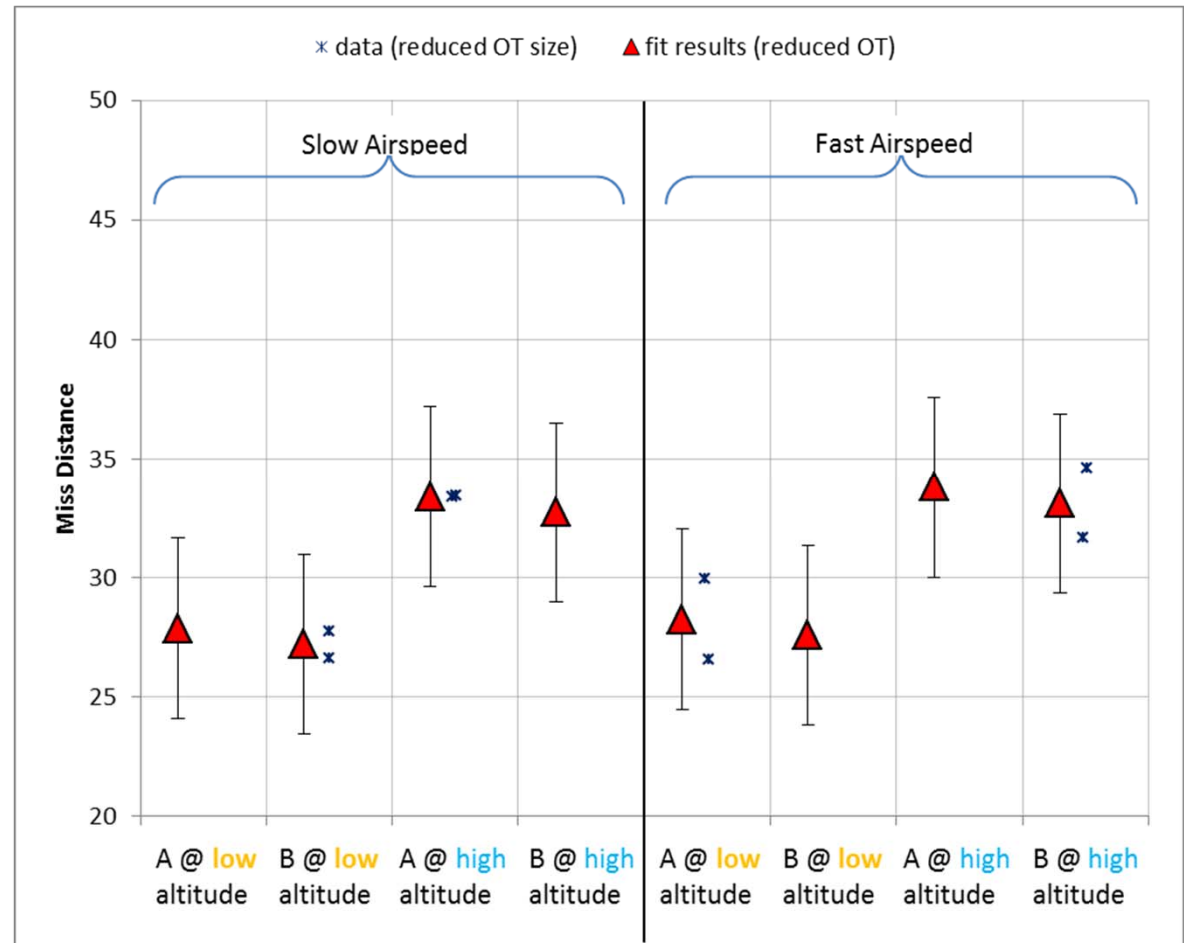 data (reduced OT size) fit results (reduced OT)
50
Slow Airspeed Fast Airspeed
45
40
35
30
25
20
Miss Distance
A @ low B @ low A @ high B @ high A @ low B @ low A @ high B @ high
altitude altitude altitude altitude altitude altitude altitude altitude